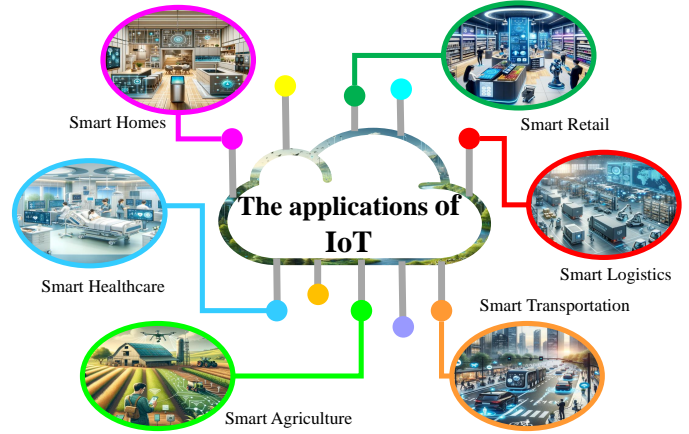 Smart Homes
Smart Retail
The applications of
IoT
Smart Healthcare
Smart Logistics
Smart Transportation
Smart Agriculture